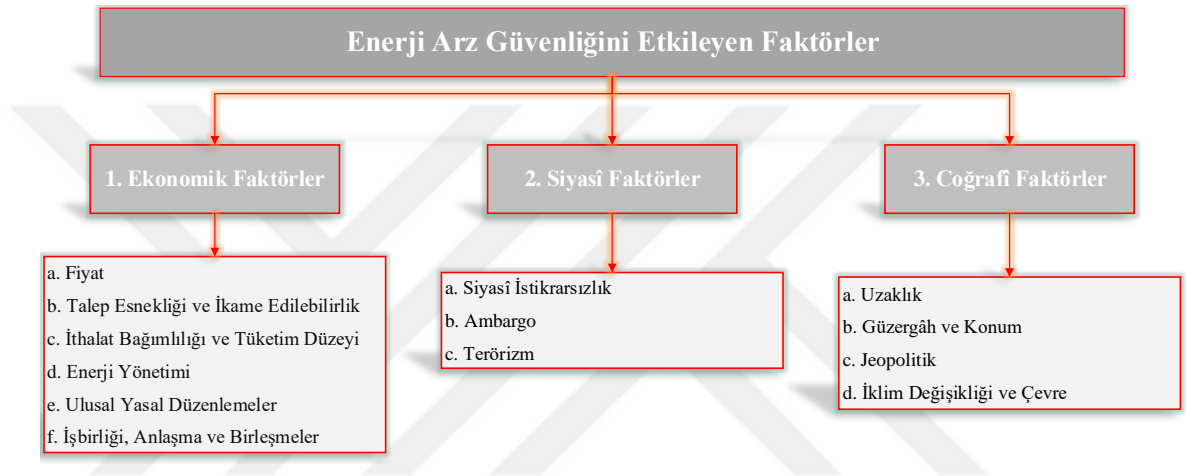 Enerji Arz Güvenliğini Etkileyen Faktörler
1. Ekonomik Faktörler
a. Fiyat
b. Talep Esnekliği ve İkame Edilebilirlik
c. İthalat Bağımlılığı ve Tüketim Düzeyi
d. Enerji Yönetimi
e. Ulusal Yasal Düzenlemeler
f. İşbirliği, Anlaşma ve Birleşmeler
2. Siyasî Faktörler
a. Siyasî İstikrarsızlık
b. Ambargo
c. Terörizm
3. Coğrafî Faktörler
a. Uzaklık
b. Güzergâh ve Konum
c. Jeopolitik
d. İklim Değişikliği ve Çevre